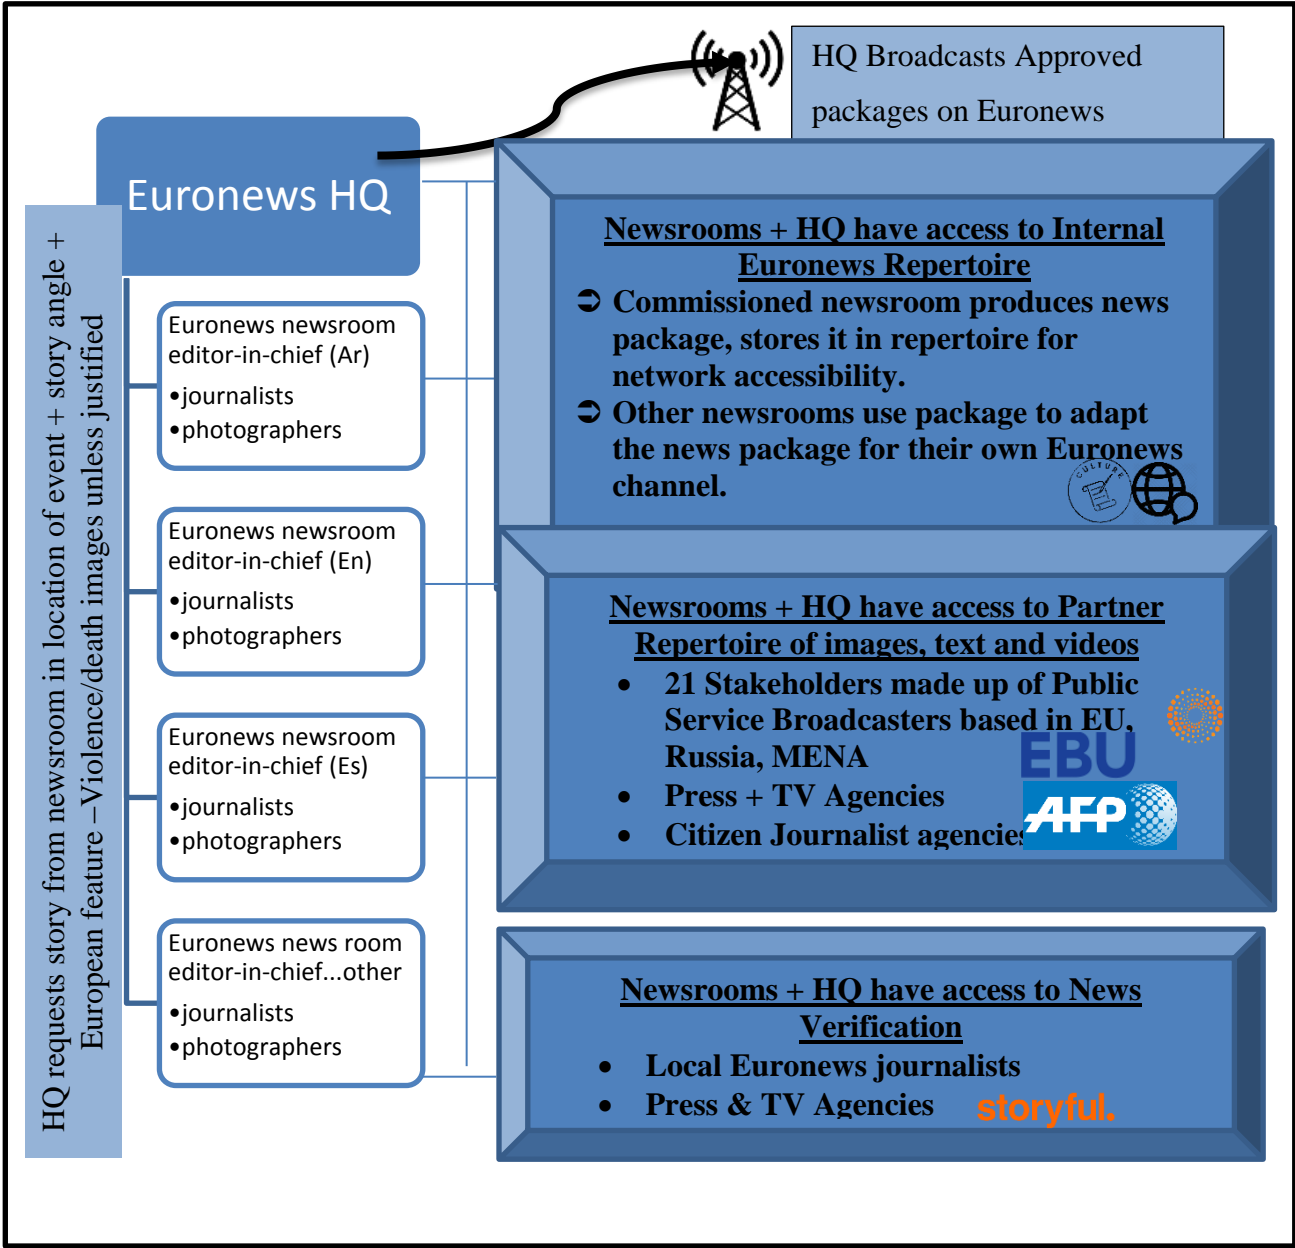 HQ Broadcasts Approved
packages on Euronews
Euronews HQ
HQ requests story from newsroom in location of event + story angle +
European feature –Violence/death images unless justified
Euronews newsroom
editor-in-chief (Ar)
•journalists
•photographers
Euronews newsroom
editor-in-chief (En)
•journalists
•photographers
Euronews newsroom
editor-in-chief (Es)
•journalists
•photographers
Euronews news room
editor-in-chief...other
•journalists
•photographers
Newsrooms + HQ have access to Internal
Euronews Repertoire
➲ Commissioned newsroom produces news
package, stores it in repertoire for
network accessibility.
➲ Other newsrooms use package to adapt
the news package for their own Euronews
channel.
CULTURE
Newsrooms + HQ have access to Partner
Repertoire of images, text and videos
• 21 Stakeholders made up of Public
Service Broadcasters based in EU,
Russia, MENA
EBU
• Press + TV Agencies
AFP
• Citizen Journalist agencies
Newsrooms + HQ have access to News
Verification
• Local Euronews journalists
• Press & TV Agencies
storyful.